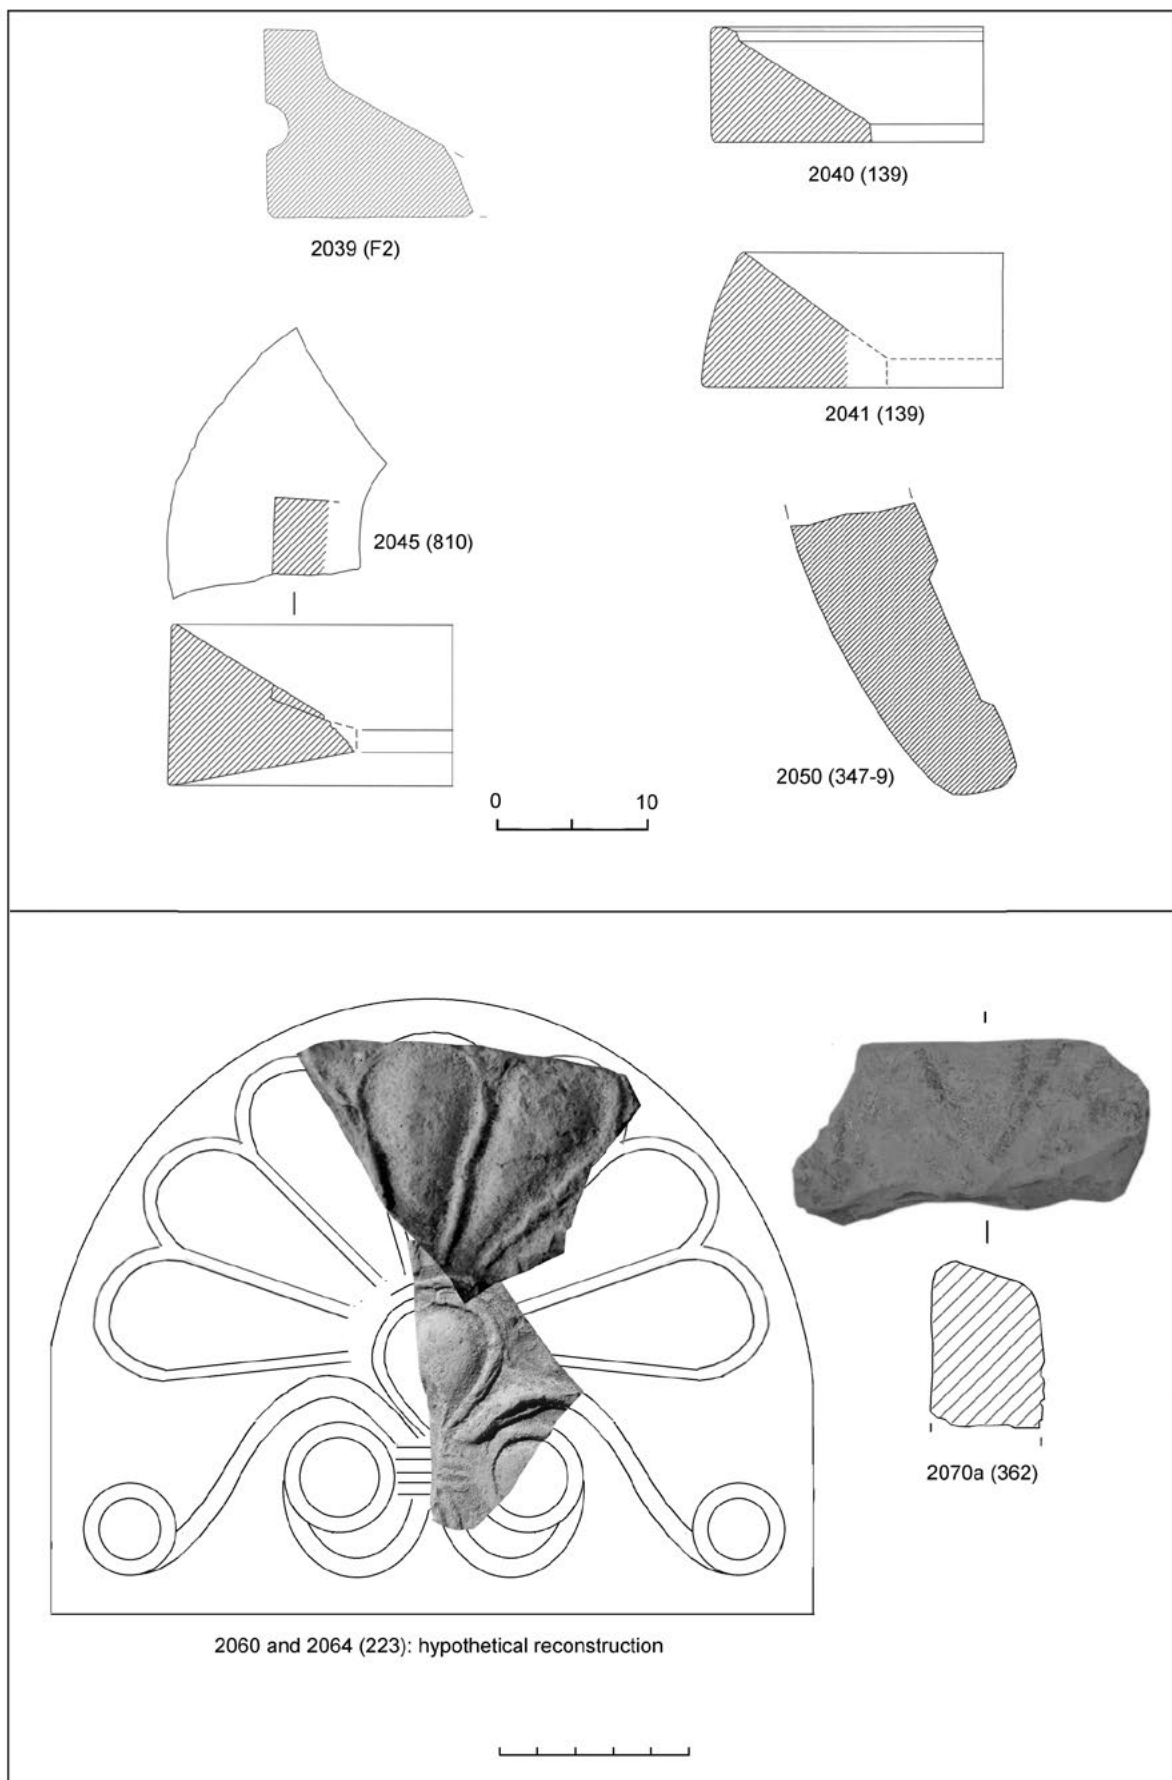 2039 (F2)
2040 (139)
2041 (139)
2045 (810)
2050 (347-9)
0 10
2060 and 2064 (223): hypothetical reconstruction
2070a (362)